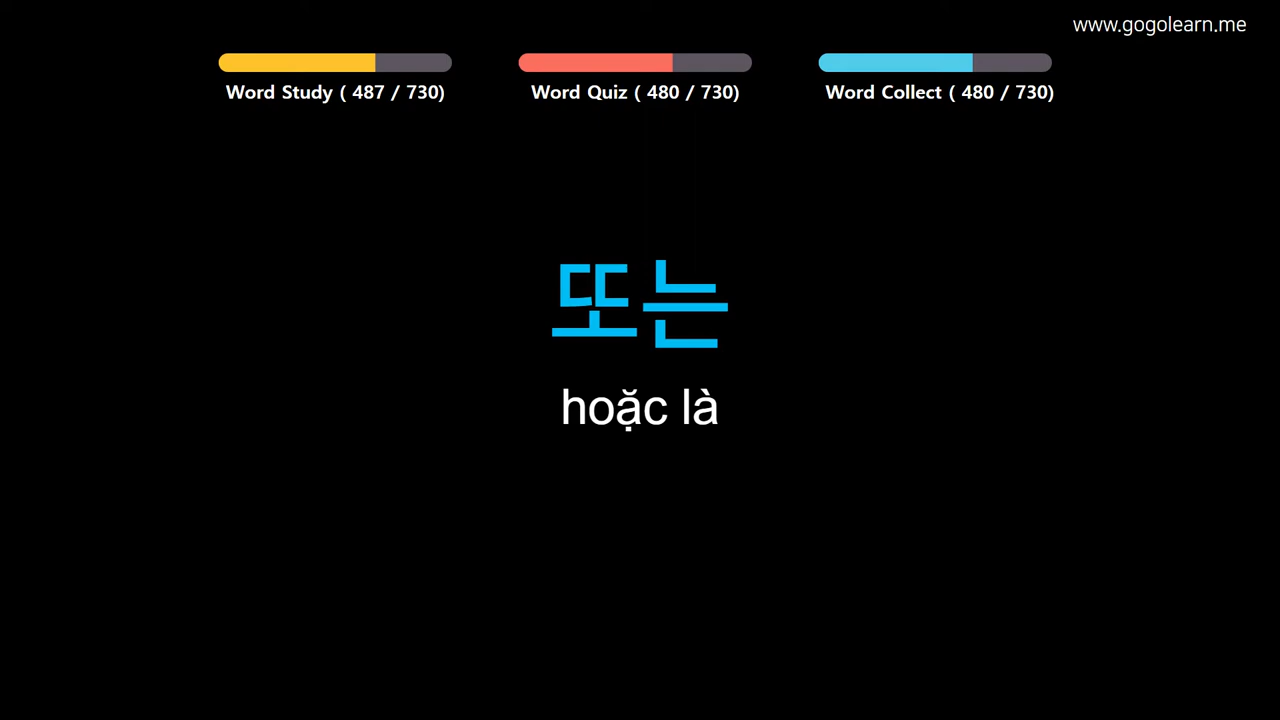 www.gogolearn.me
Word Study ( 487 / 730)
Word Quiz ( 480 / 730)
Word Collect ( 480 / 730)
또는
hoặc là